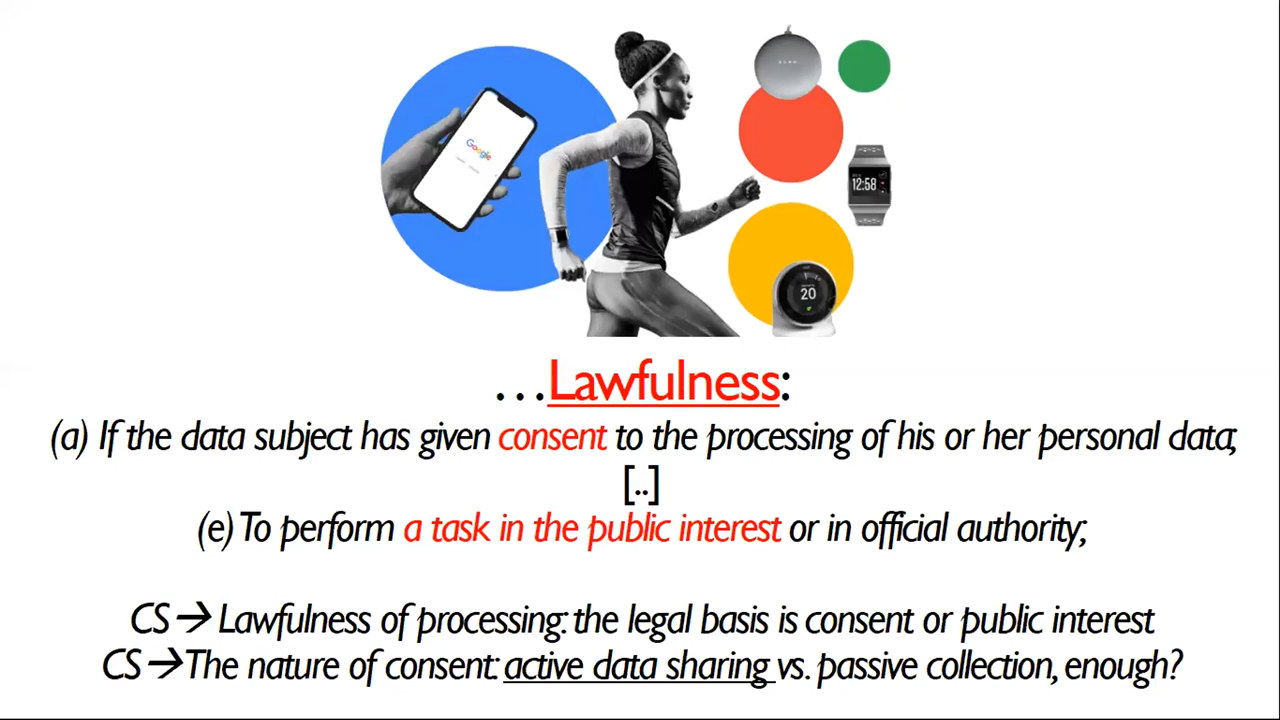 Google
12:58
20
…Lawfulness:
(a) If the data subject has given consent to the processing of his or her personal data;
[..]
(e) To perform a task in the public interest or in official authority;
CS→ Lawfulness of processing: the legal basis is consent or public interest
CS→The nature of consent: active data sharing vs. passive collection, enough?